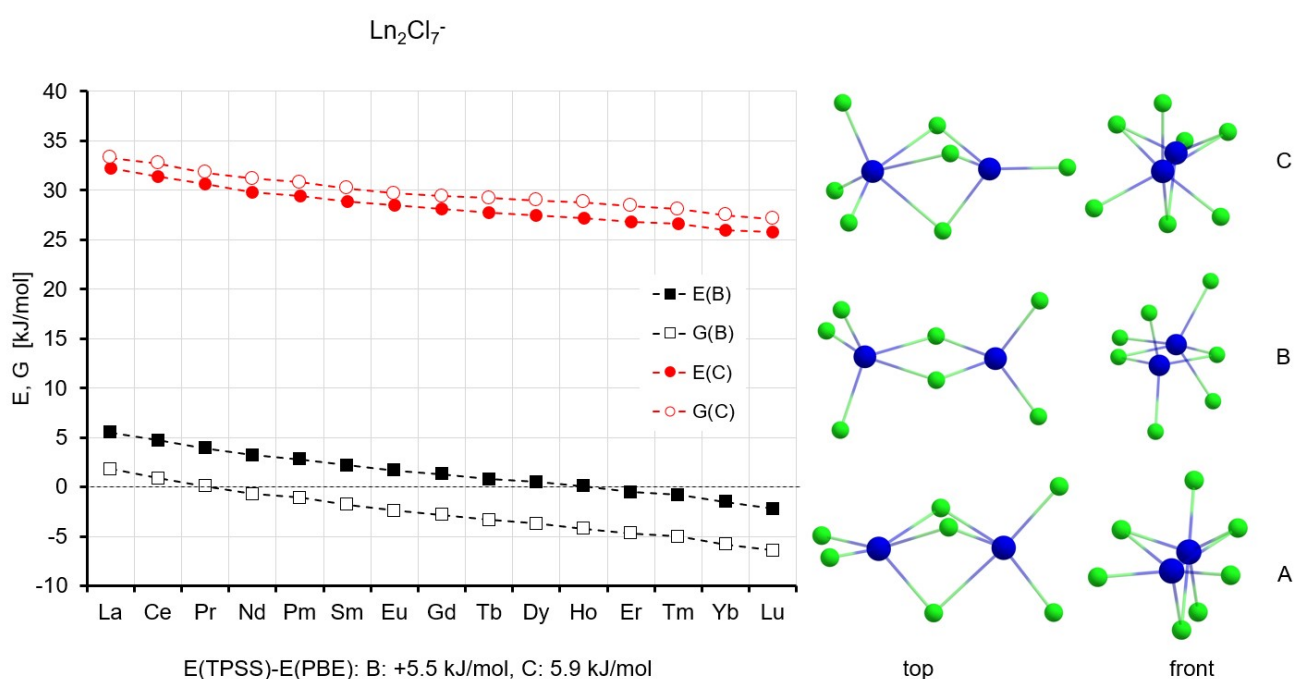 Ln₂Cl₇⁻
40
35
30
25
20
15
10
5
0
-5
-10
E, G [kJ/mol]
E(B)
G(B)
E(C)
G(C)
La Ce Pr Nd Pm Sm Eu Gd Tb Dy Ho Er Tm Yb Lu
E(TPSS)-E(PBE): B: +5.5 kJ/mol, C: 5.9 kJ/mol
C
B
A
top front